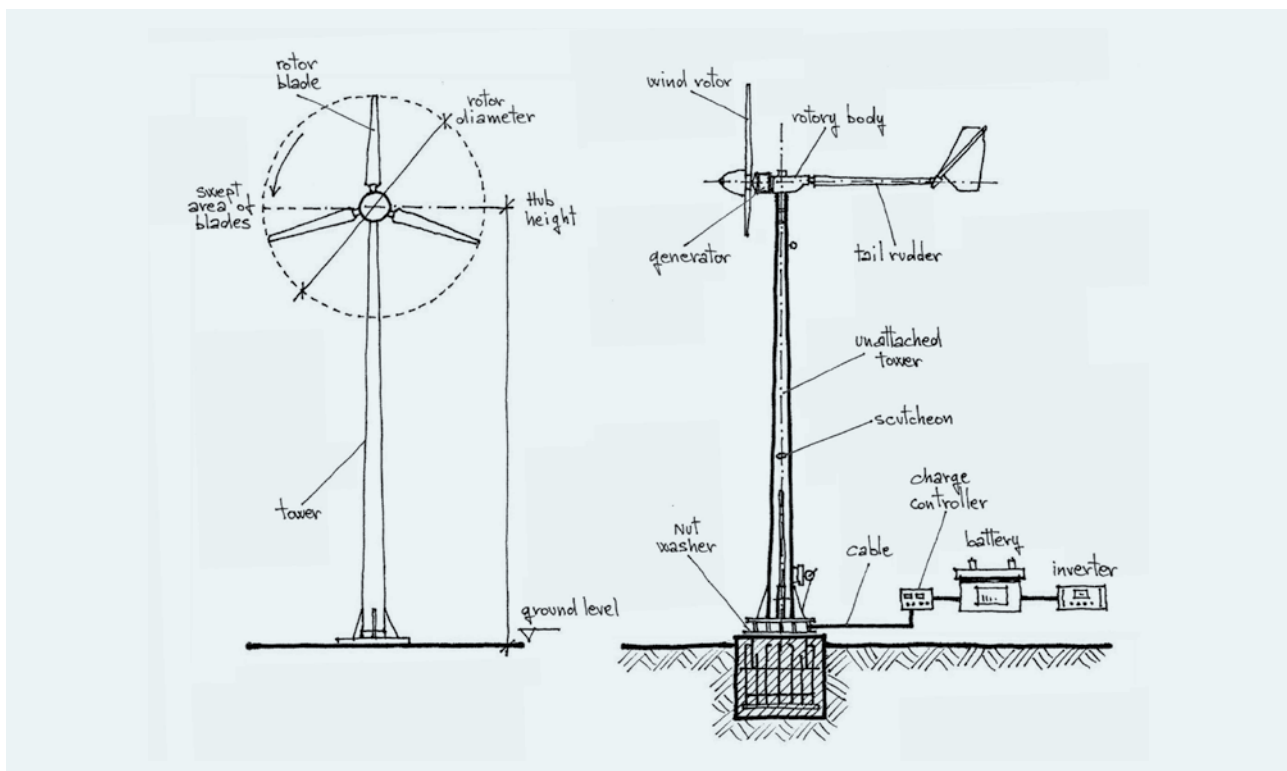 rotor
blade
rotor
diameter
swept
area of
blades
Hub
height
tower
ground level
wind rotor
rotory body
generator
tail rudder
unattached
tower
scutcheon
charge
controller
Nut
washer
cable
battery
inverter